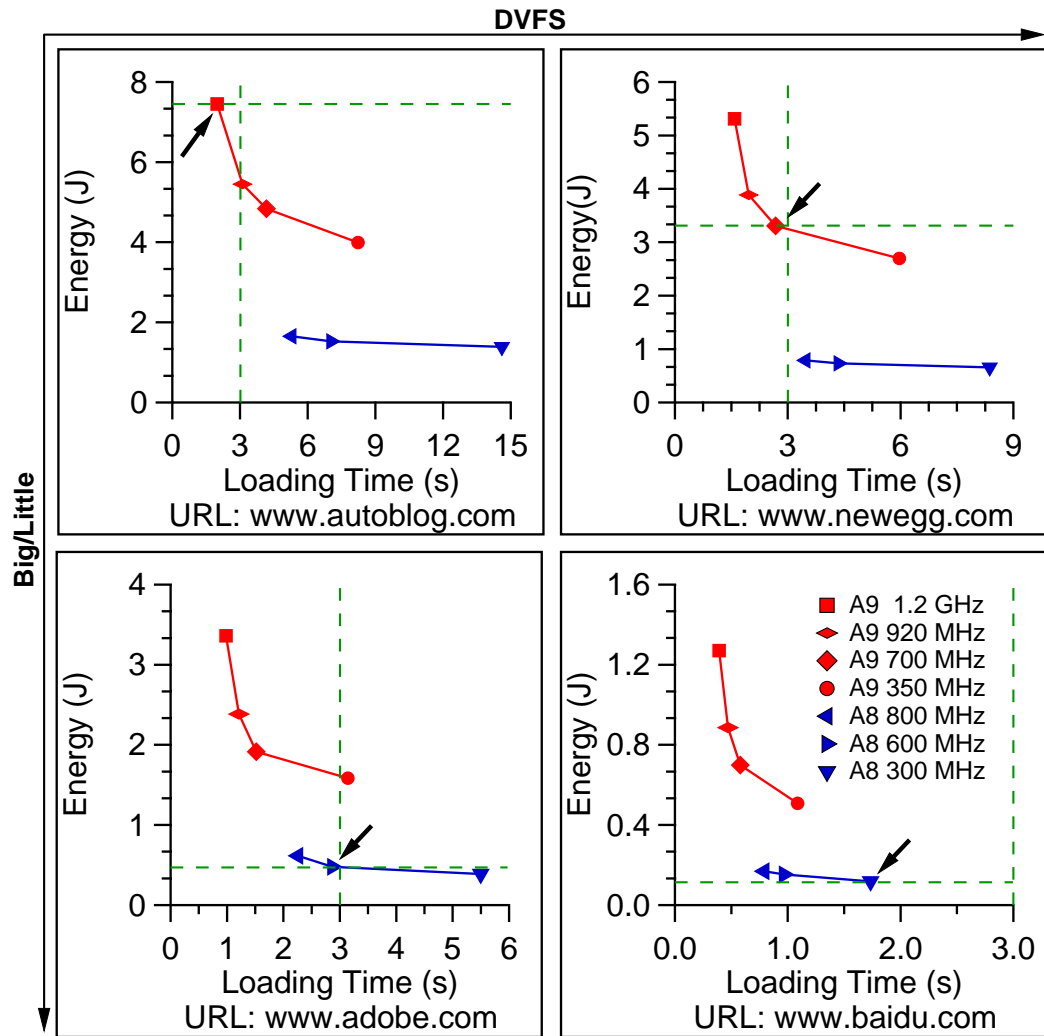 DVFS
Big/Little
8
6
4
2
0
Energy (J)
0 3 6 9 12 15
Loading Time (s)
URL: www.autoblog.com
6
5
4
3
2
1
0
Energy(J)
0 3 6 9
Loading Time (s)
URL: www.newegg.com
4
3
2
1
0
Energy (J)
0 1 2 3 4 5 6
Loading Time (s)
URL: www.adobe.com
1.6
1.2
0.8
0.4
0.0
Energy (J)
A9 1.2 GHz
A9 920 MHz
A9 700 MHz
A9 350 MHz
A8 800 MHz
A8 600 MHz
A8 300 MHz
0.0 1.0 2.0 3.0
Loading Time (s)
URL: www.baidu.com